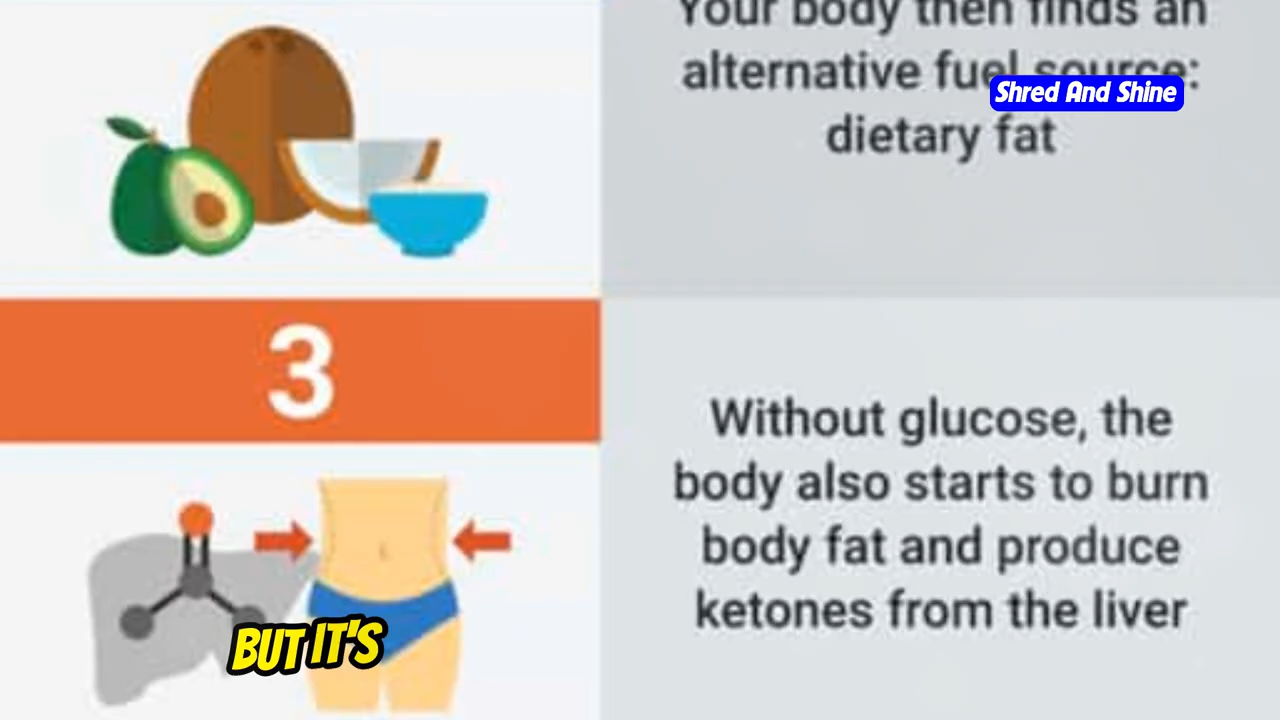 Your body then finds an
alternative fuel source:
Shred And Shine
dietary fat
3
Without glucose, the
body also starts to burn
body fat and produce
ketones from the liver
BUT IT'S